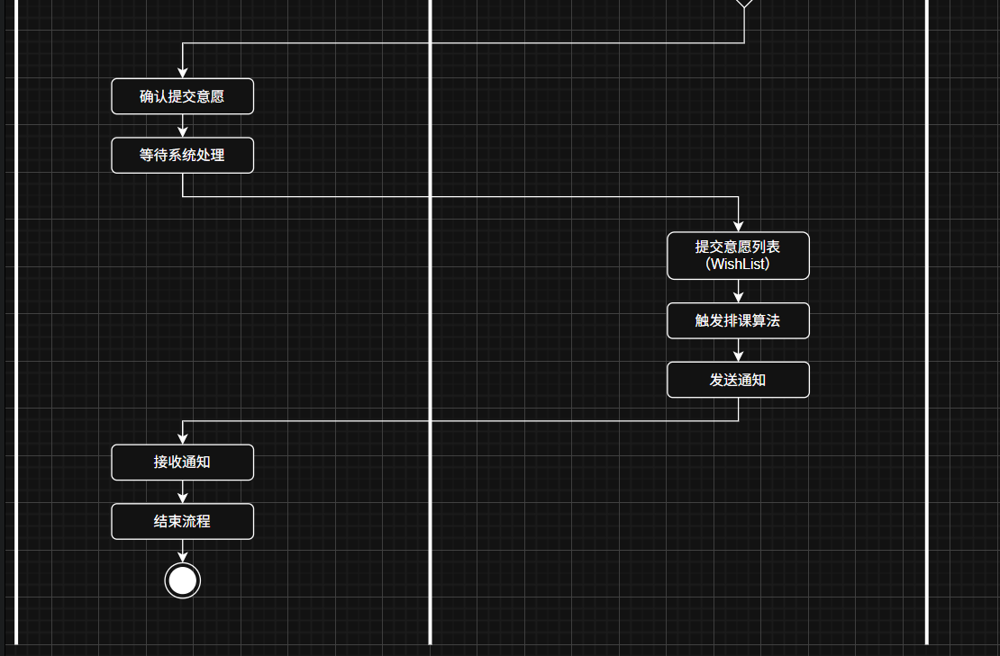 确认提交意愿
等待系统处理
提交意愿列表
（WishList）
触发排课算法
发送通知
接收通知
结束流程